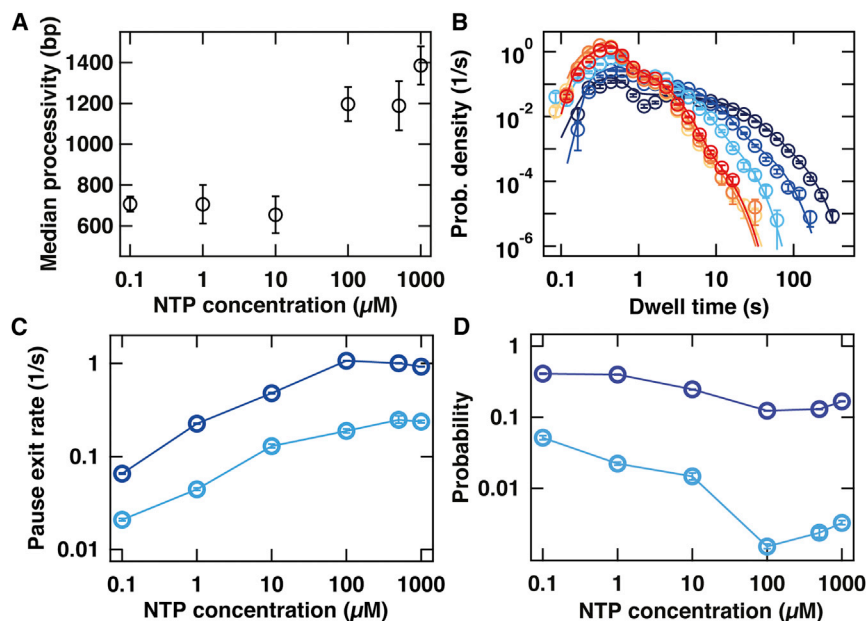 A
Median processivity (bp)
1400
1200
1000
800
600
0.1 1 10 100 1000
NTP concentration (µM)
B
Prob. density (1/s)
10⁰
10⁻²
10⁻⁴
10⁻⁶
0.1 1 10 100
Dwell time (s)
C
Pause exit rate (1/s)
1
0.1
0.01
0.1 1 10 100 1000
NTP concentration (µM)
D
Probability
1
0.1
0.01
0.1 1 10 100 1000
NTP concentration (µM)